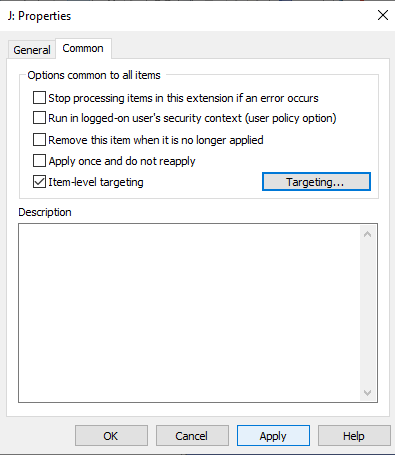 J: Properties
General
Common
Options common to all items
Stop processing items in this extension if an error occurs
Run in logged-on user's security context (user policy option)
Remove this item when it is no longer applied
Apply once and do not reapply
Item-level targeting
Targeting...
Description
OK
Cancel
Apply
Help